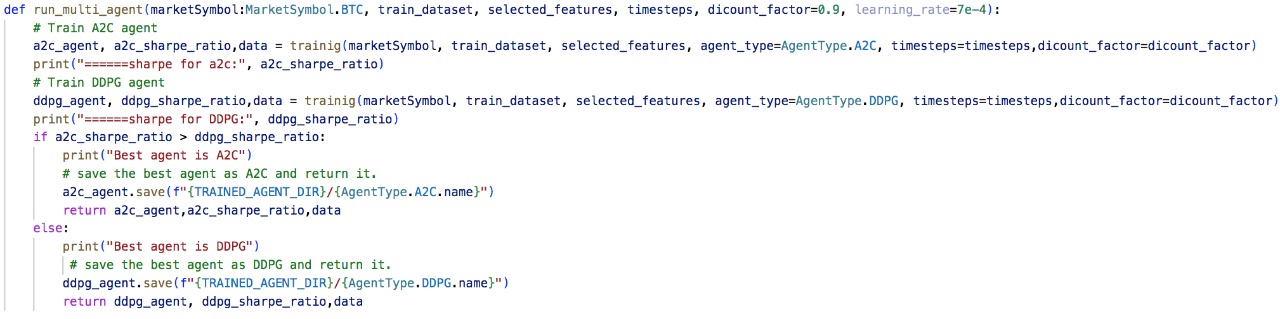 def run_multi_agent(marketSymbol:MarketSymbol.BTC, train_dataset, selected_features, timesteps, dicount_factor=0.9, learning_rate=7e-4):
    # Train A2C agent
    a2c_agent, a2c_sharpe_ratio,data = trainig(marketSymbol, train_dataset, selected_features, agent_type=AgentType.A2C, timesteps=timesteps,dicount_factor=dicount_factor)
    print("======sharpe for a2c:", a2c_sharpe_ratio)
    # Train DDPG agent
    ddpg_agent, ddpg_sharpe_ratio,data = trainig(marketSymbol, train_dataset, selected_features, agent_type=AgentType.DDPG, timesteps=timesteps,dicount_factor=dicount_factor)
    print("======sharpe for DDPG:", ddpg_sharpe_ratio)
    if a2c_sharpe_ratio > ddpg_sharpe_ratio:
        print("Best agent is A2C")
        # save the best agent as A2C and return it.
        a2c_agent.save(f"{TRAINED_AGENT_DIR}/{AgentType.A2C.name}")
        return a2c_agent,a2c_sharpe_ratio,data
    else:
        print("Best agent is DDPG")
         # save the best agent as DDPG and return it.
        ddpg_agent.save(f"{TRAINED_AGENT_DIR}/{AgentType.DDPG.name}")
        return ddpg_agent, ddpg_sharpe_ratio,data